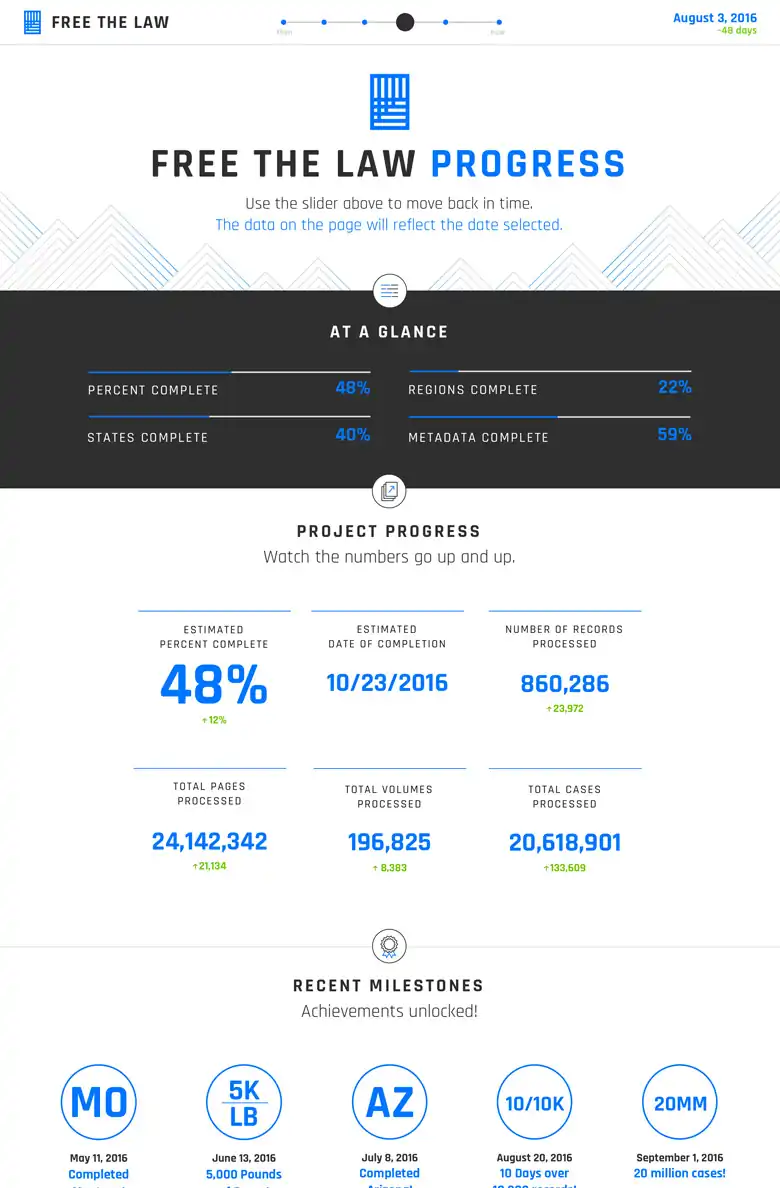 FREE THE LAW
August 3, 2016
-48 days
FREE THE LAW PROGRESS
Use the slider above to move back in time.
The data on the page will reflect the date selected.
AT A GLANCE
PERCENT COMPLETE 48%
REGIONS COMPLETE 22%
STATES COMPLETE 40%
METADATA COMPLETE 59%
PROJECT PROGRESS
Watch the numbers go up and up.
ESTIMATED
PERCENT COMPLETE
48%
↑12%
ESTIMATED
DATE OF COMPLETION
10/23/2016
NUMBER OF RECORDS
PROCESSED
860,286
↑23,972
TOTAL PAGES
PROCESSED
24,142,342
↑21,134
TOTAL VOLUMES
PROCESSED
196,825
↑ 8,383
TOTAL CASES
PROCESSED
20,618,901
↑133,609
RECENT MILESTONES
Achievements unlocked!
MO
May 11, 2016
Completed
5K
LB
June 13, 2016
5,000 Pounds
AZ
July 8, 2016
Completed
10/10K
August 20, 2016
10 Days over
20MM
September 1, 2016
20 million cases!